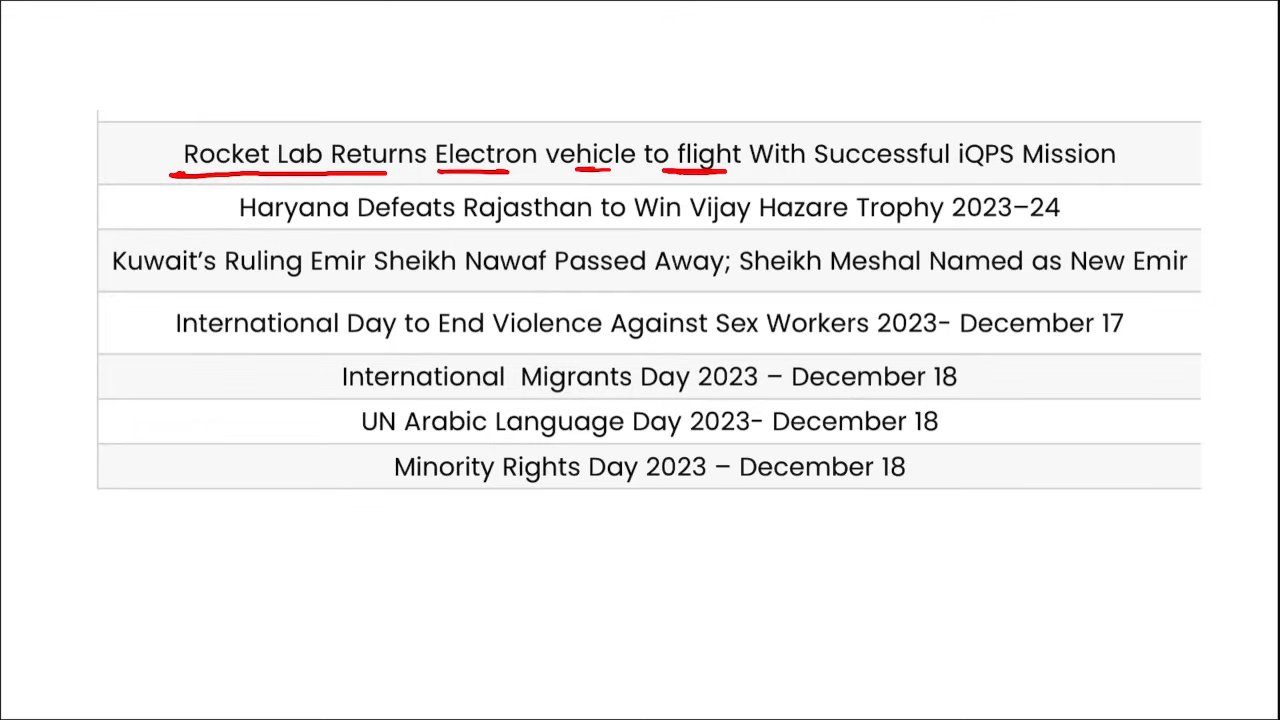 Rocket Lab Returns Electron vehicle to flight With Successful iQPS Mission
Haryana Defeats Rajasthan to Win Vijay Hazare Trophy 2023–24
Kuwait’s Ruling Emir Sheikh Nawaf Passed Away; Sheikh Meshal Named as New Emir
International Day to End Violence Against Sex Workers 2023- December 17
International  Migrants Day 2023 – December 18
UN Arabic Language Day 2023- December 18
Minority Rights Day 2023 – December 18